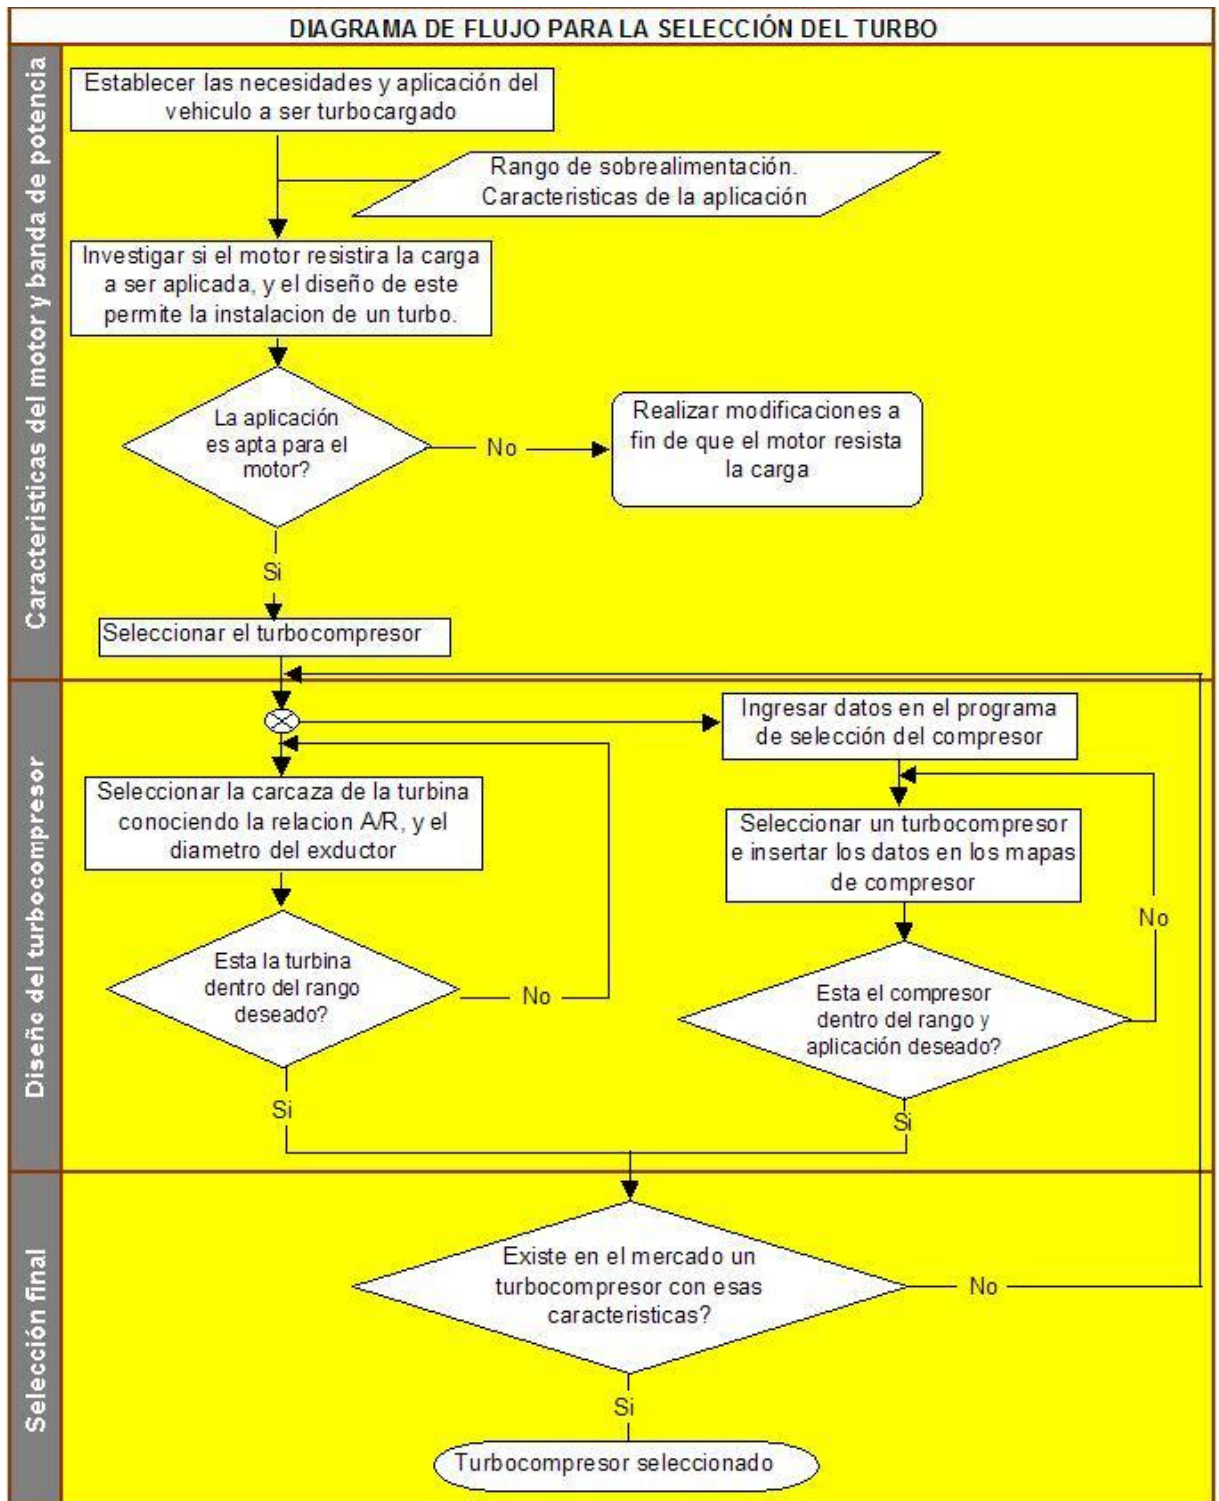 DIAGRAMA DE FLUJO PARA LA SELECCIÓN DEL TURBO
Caracteristicas del motor y banda de potencia
Establecer las necesidades y aplicación del
vehiculo a ser turbocargado
Rango de sobrealimentación.
Caracteristicas de la aplicación
Investigar si el motor resistira la carga
a ser aplicada, y el diseño de este
permite la instalacion de un turbo.
La aplicación
es apta para el
motor?
No
Realizar modificaciones a
fin de que el motor resista
la carga
Si
Seleccionar el turbocompresor
Diseño del turbocompresor
Ingresar datos en el programa
de selección del compresor
Seleccionar la carcaza de la turbina
conociendo la relacion A/R, y el
diametro del exductor
Seleccionar un turbocompresor
e insertar los datos en los mapas
de compresor
No
Esta la turbina
dentro del rango
deseado?
No
Esta el compresor
dentro del rango y
aplicación deseado?
Si
Si
Selección final
Existe en el mercado un
turbocompresor con esas
caracteristicas?
No
Si
Turbocompresor seleccionado